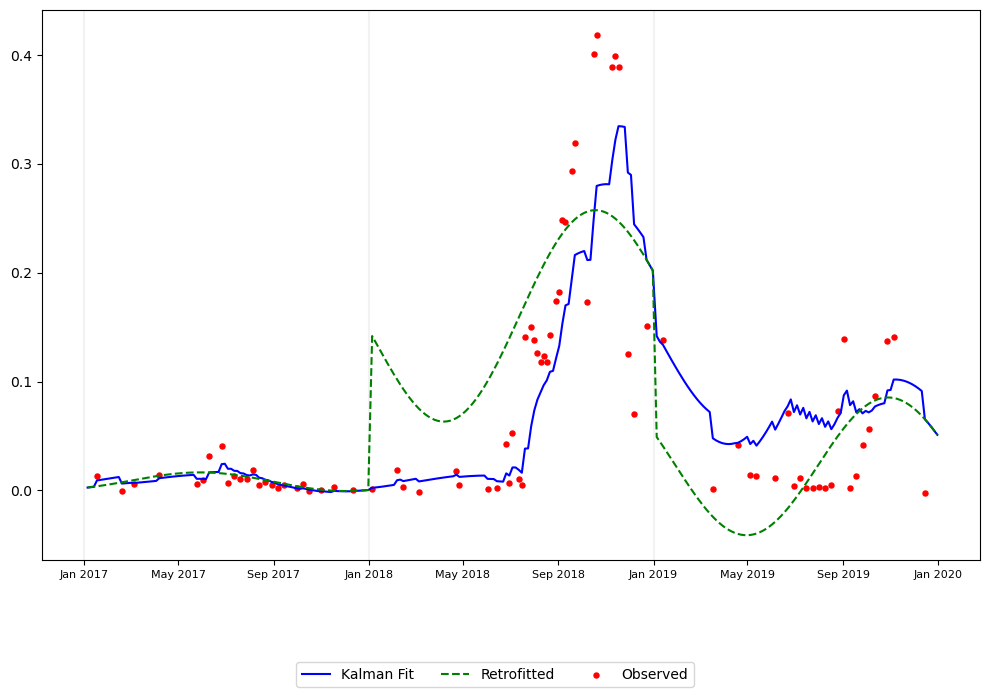 0.4
0.3
0.2
0.1
0.0
Jan 2017 May 2017 Sep 2017 Jan 2018 May 2018 Sep 2018 Jan 2019 May 2019 Sep 2019 Jan 2020
Kalman Fit Retrofitted Observed